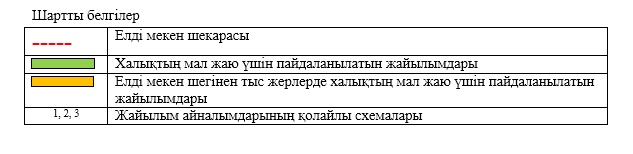 Шартты белгілер
Елді мекен шекарасы
Халықтың мал жаю үшін пайдаланылатын жайылымдары
Елді мекен шегінен тыс жерлерде халықтың мал жаю үшін пайдаланылатын
жайылымдары
1, 2, 3 Жайылым айналымдарының қолайлы схемалары